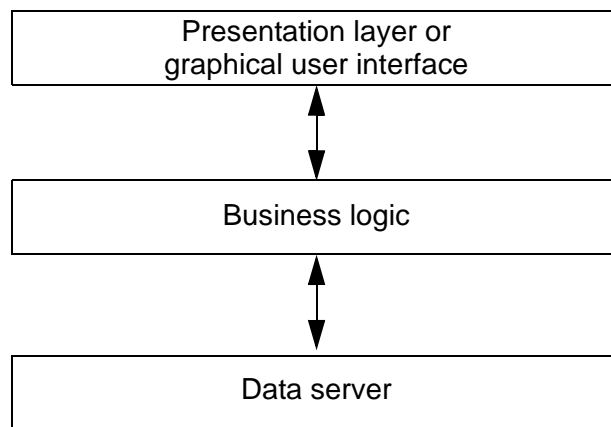 Presentation layer or
graphical user interface
Business logic
Data server